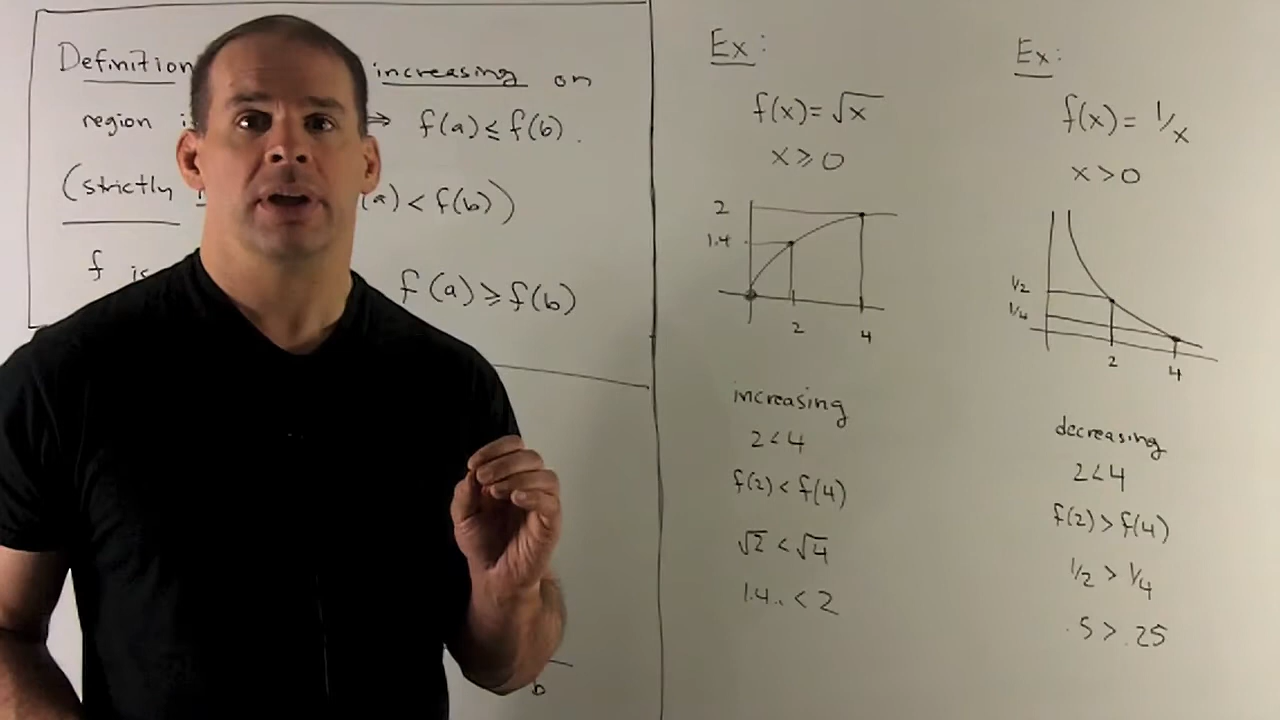 Definition increasing on
region ⇒ f(a) ≤ f(b).
(strictly (a) < f(b))
f is f(a) ≥ f(b)
b
Ex:
f(x) = √x
x ≥ 0
2
1.4
2
4
increasing
2 < 4
f(2) < f(4)
√2 < √4
1.4.. < 2
Ex:
f(x) = 1/x
x > 0
1/2
1/4
2
4
decreasing
2 < 4
f(2) > f(4)
1/2 > 1/4
.5 > .25